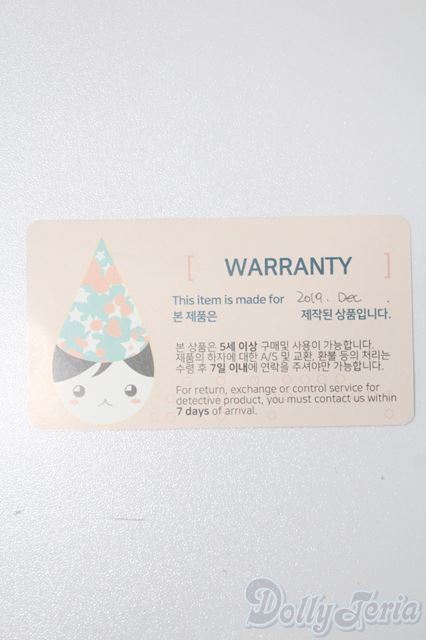 [ WARRANTY ]
This item is made for 2019. Dec .
본 제품은 제작된 상품입니다.
본 상품은 5세 이상 구매및 사용이 가능합니다.
제품의 하자에 대한 A/S 및 교환, 환불 등의 처리는
수령 후 7일 이내에 연락을 주셔야만 가능합니다.
For return, exchange or control service for
detective product, you must contact us within
7 days of arrival.
DollyTeria